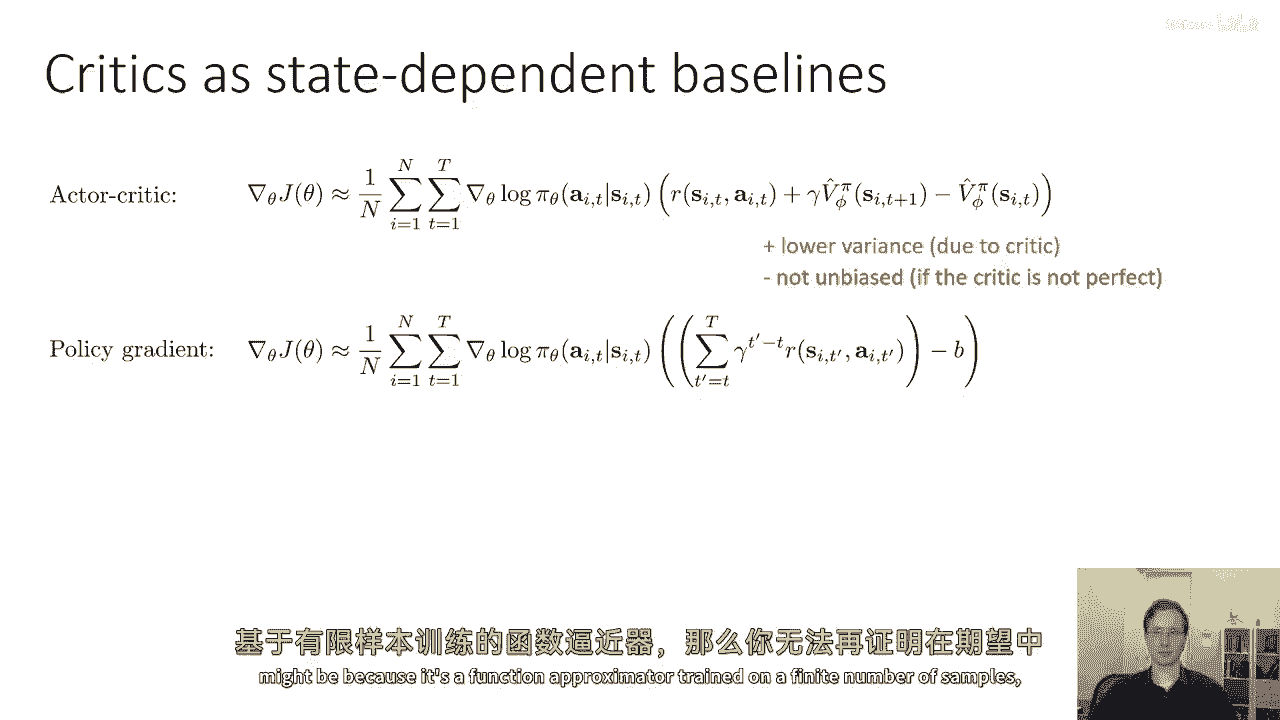 Critics as state-dependent baselines
Actor-critic: $\nabla_\theta J(\theta) \approx \frac{1}{N} \sum_{i=1}^{N} \sum_{t=1}^{T} \nabla_\theta \log \pi_\theta(\mathbf{a}_{i,t}|\mathbf{s}_{i,t}) \left( r(\mathbf{s}_{i,t}, \mathbf{a}_{i,t}) + \gamma \hat{V}_\phi^\pi(\mathbf{s}_{i,t+1}) - \hat{V}_\phi^\pi(\mathbf{s}_{i,t}) \right)$
+ lower variance (due to critic)
- not unbiased (if the critic is not perfect)
Policy gradient: $\nabla_\theta J(\theta) \approx \frac{1}{N} \sum_{i=1}^{N} \sum_{t=1}^{T} \nabla_\theta \log \pi_\theta(\mathbf{a}_{i,t}|\mathbf{s}_{i,t}) \left( \left( \sum_{t'=t}^{T} \gamma^{t'-t} r(\mathbf{s}_{i,t'}, \mathbf{a}_{i,t'}) \right) - b \right)$
基于有限样本训练的函数逼近器，那么你无法再证明在期望中
might be because it's a function approximator trained on a finite number of samples,